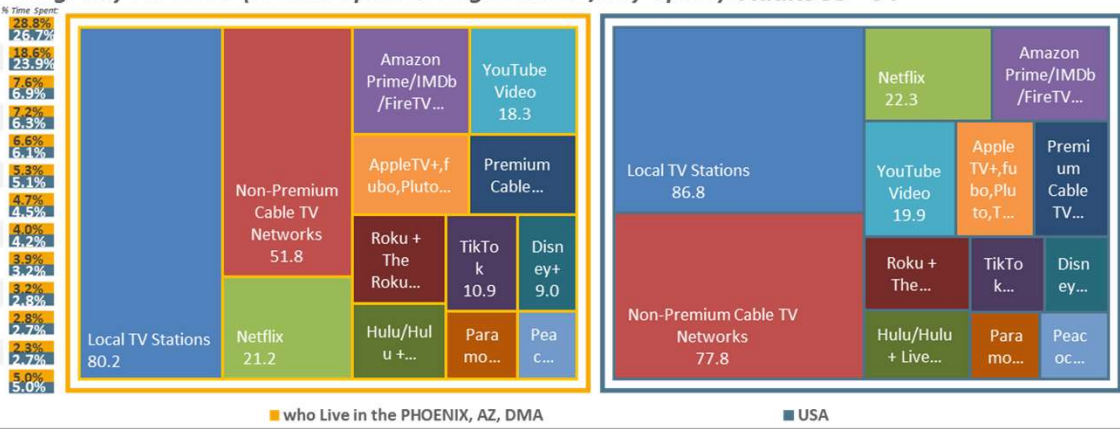 % Time Spent:
28.8%
26.7%
18.6%
23.9%
7.6%
6.9%
7.2%
6.3%
6.6%
6.1%
5.3%
5.1%
4.7%
4.5%
4.0%
4.2%
3.9%
3.2%
3.2%
2.8%
2.8%
2.7%
2.3%
2.7%
5.0%
5.0%
Local TV Stations
80.2
Non-Premium
Cable TV
Networks
51.8
Netflix
21.2
Amazon
Prime/IMDb
/FireTV...
YouTube
Video
18.3
AppleTV+,f
ubo,Pluto...
Premium
Cable...
Roku +
The
Roku...
TikTo
k
10.9
Disn
ey+
9.0
Hulu/Hul
u +...
Para
mo...
Pea
c...
Local TV Stations
86.8
Non-Premium Cable TV
Networks
77.8
Netflix
22.3
Amazon
Prime/IMDb
/FireTV...
YouTube
Video
19.9
Apple
TV+,fu
bo,Plu
to,T...
Premi
um
Cable
TV...
Roku +
The...
TikTo
k...
Disn
ey...
Hulu/Hulu
+ Live...
Para
mo...
Peac
oc...
who Live in the PHOENIX, AZ, DMA
USA